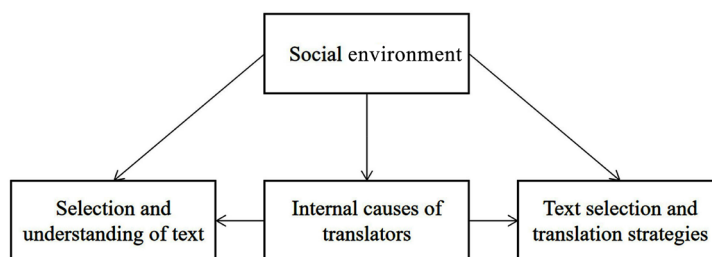 Social environment
Selection and
understanding of text
Internal causes of
translators
Text selection and
translation strategies